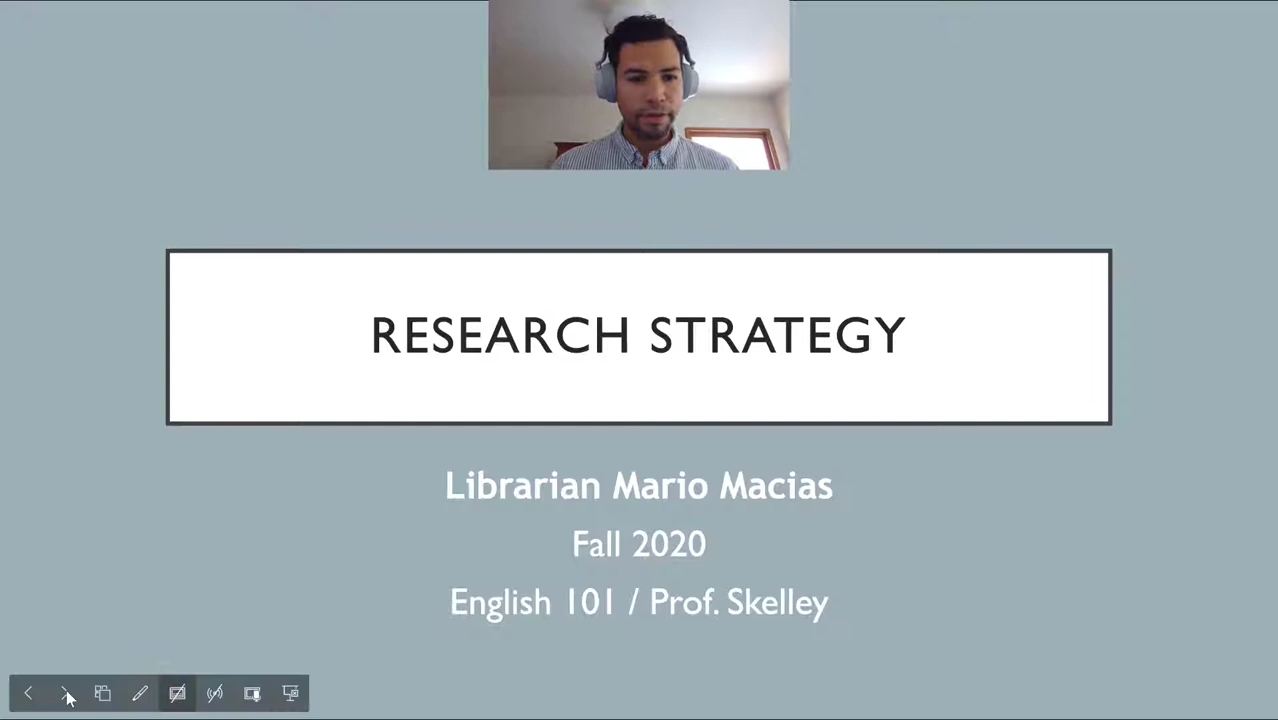 RESEARCH STRATEGY
Librarian Mario Macias
Fall 2020
English 101 / Prof. Skelley